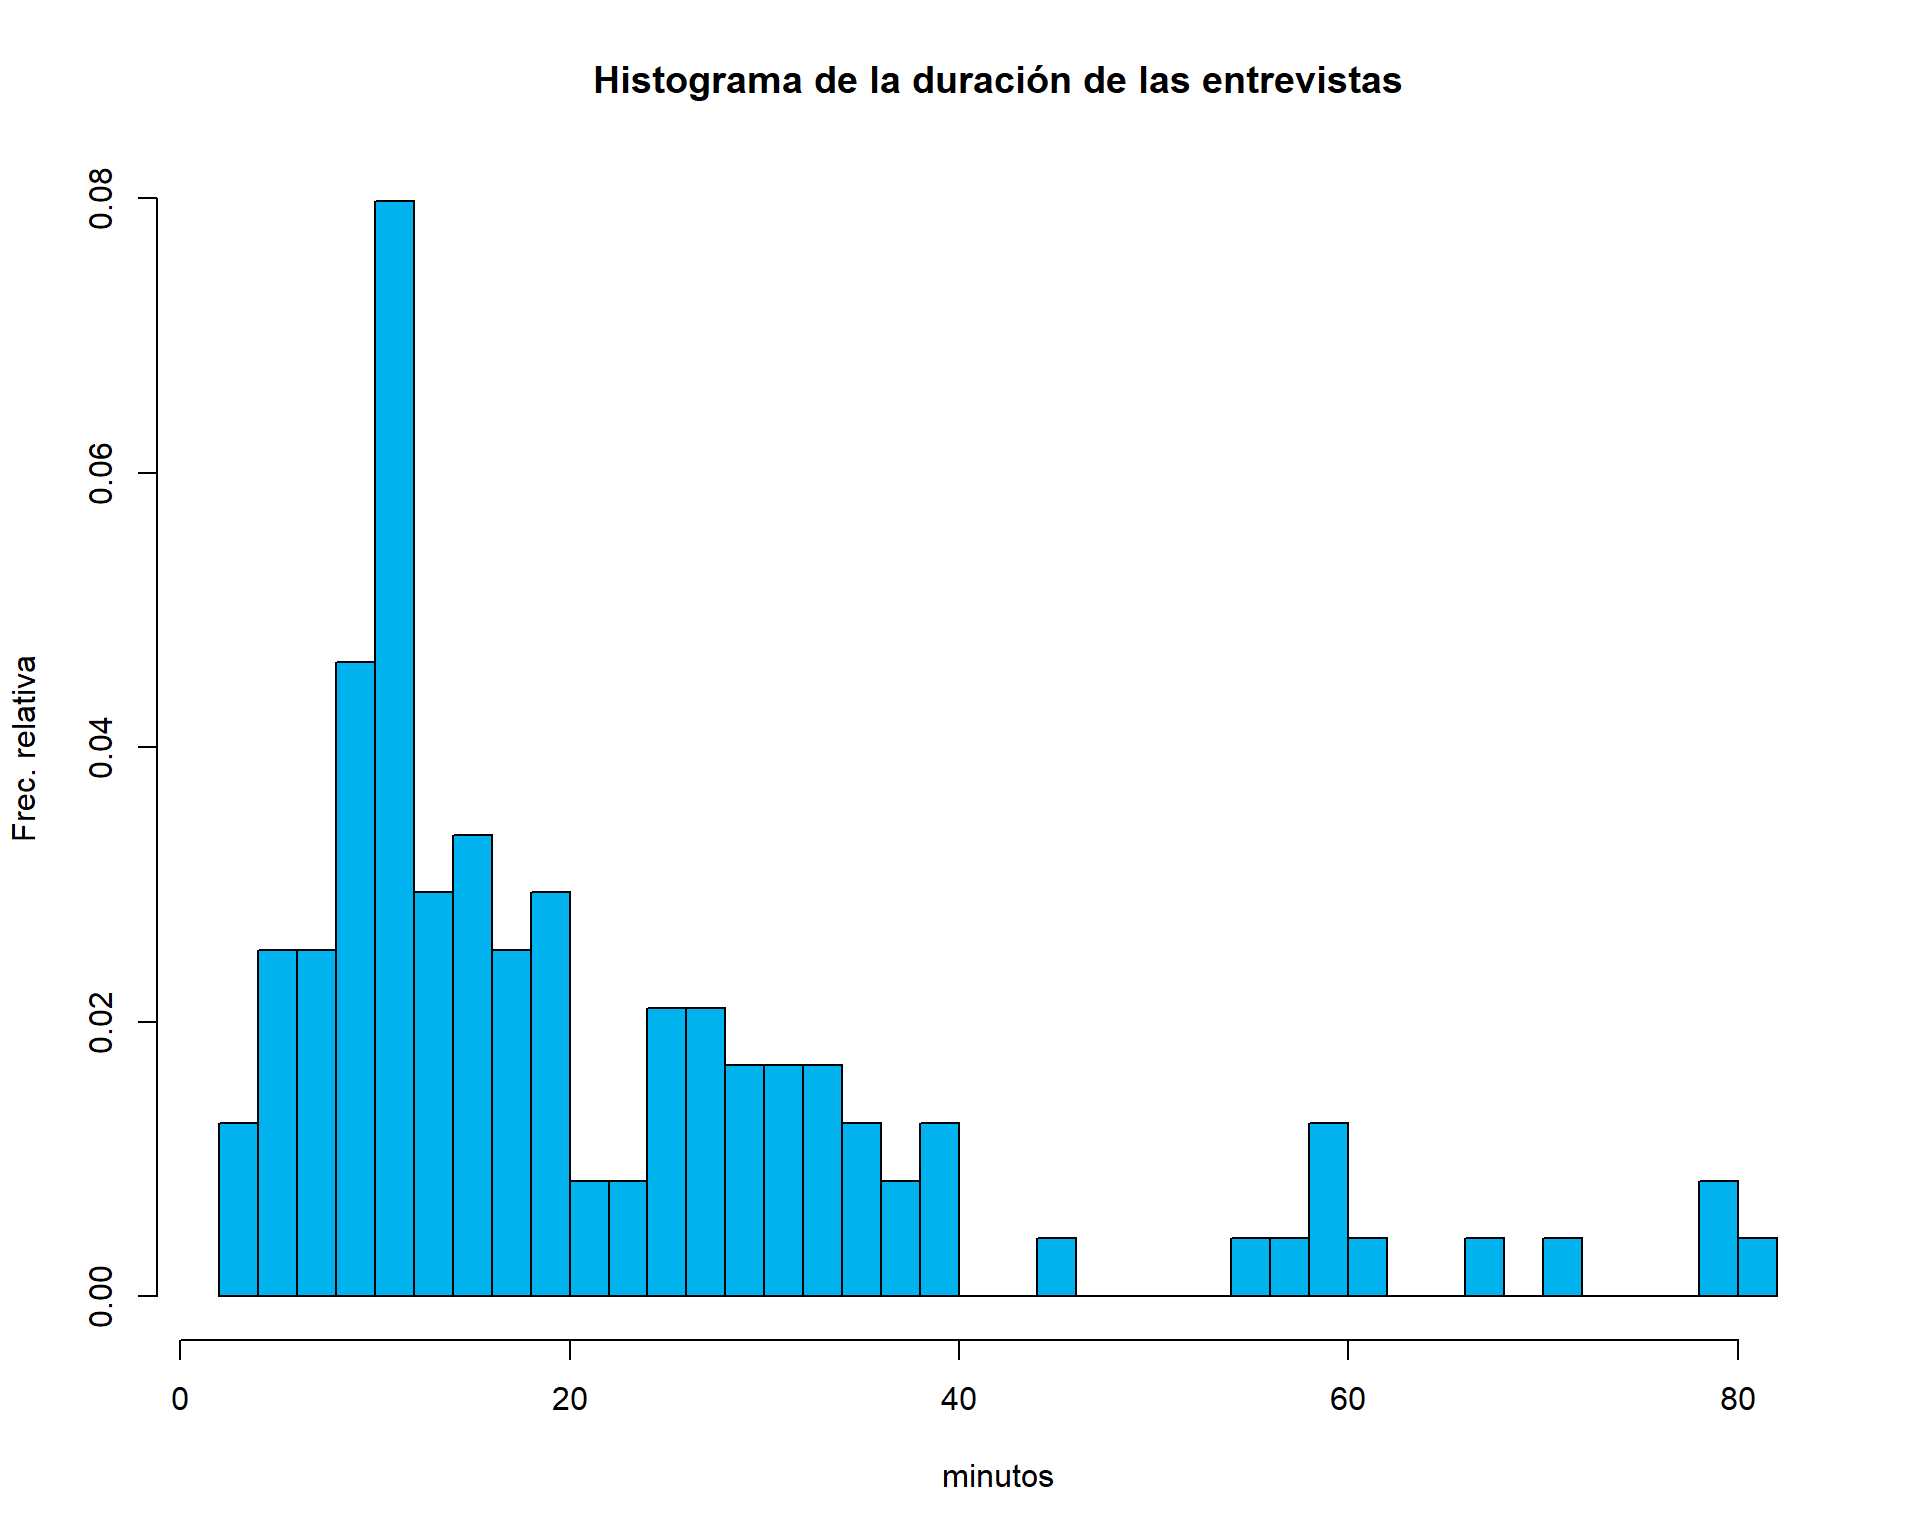 Histograma de la duración de las entrevistas
0.08
0.06
0.04
0.02
0.00
Frec. relativa
0 20 40 60 80
minutos